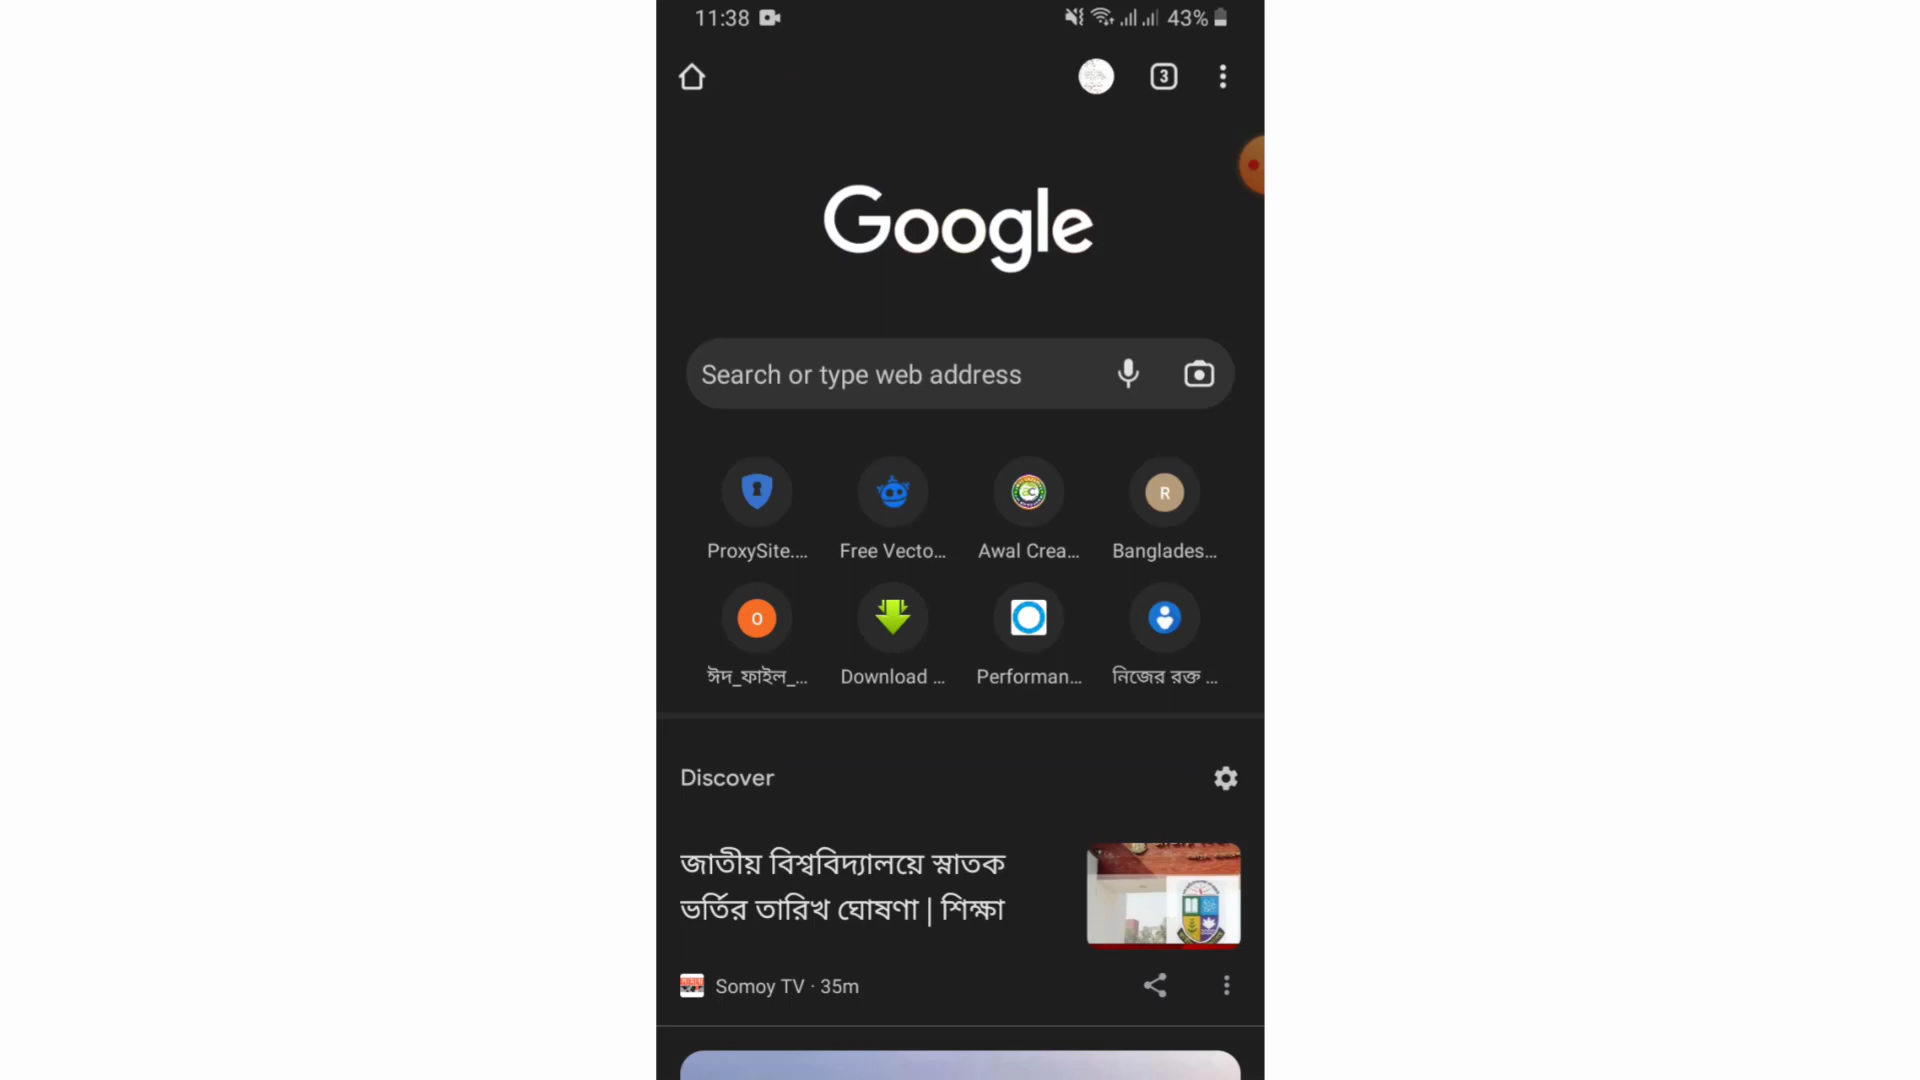 11:38
43%
3
Google
Search or type web address
ProxySite....
Free Vecto...
Awal Crea...
R
Banglades...
O
ঈদ_ফাইল_...
Download ...
Performan...
নিজের রক্ত ...
Discover
জাতীয় বিশ্ববিদ্যালয়ে স্নাতক
ভর্তির তারিখ ঘোষণা | শিক্ষা
Somoy TV · 35m